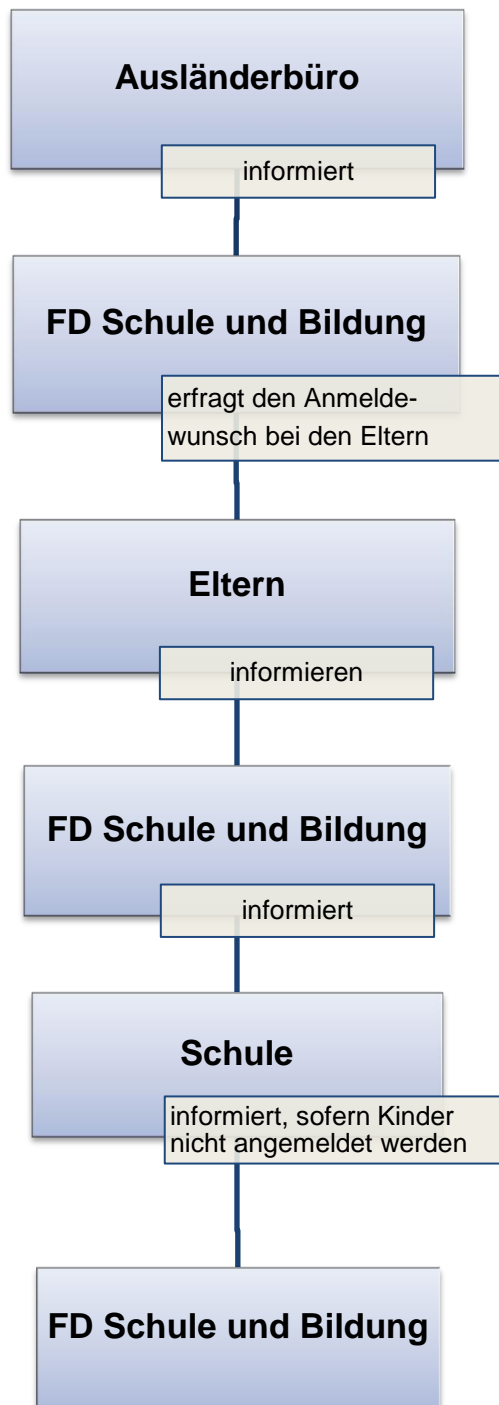 Ausländerbüro
informiert
FD Schule und Bildung
erfragt den Anmelde-
wunsch bei den Eltern
Eltern
informieren
FD Schule und Bildung
informiert
Schule
informiert, sofern Kinder
nicht angemeldet werden
FD Schule und Bildung